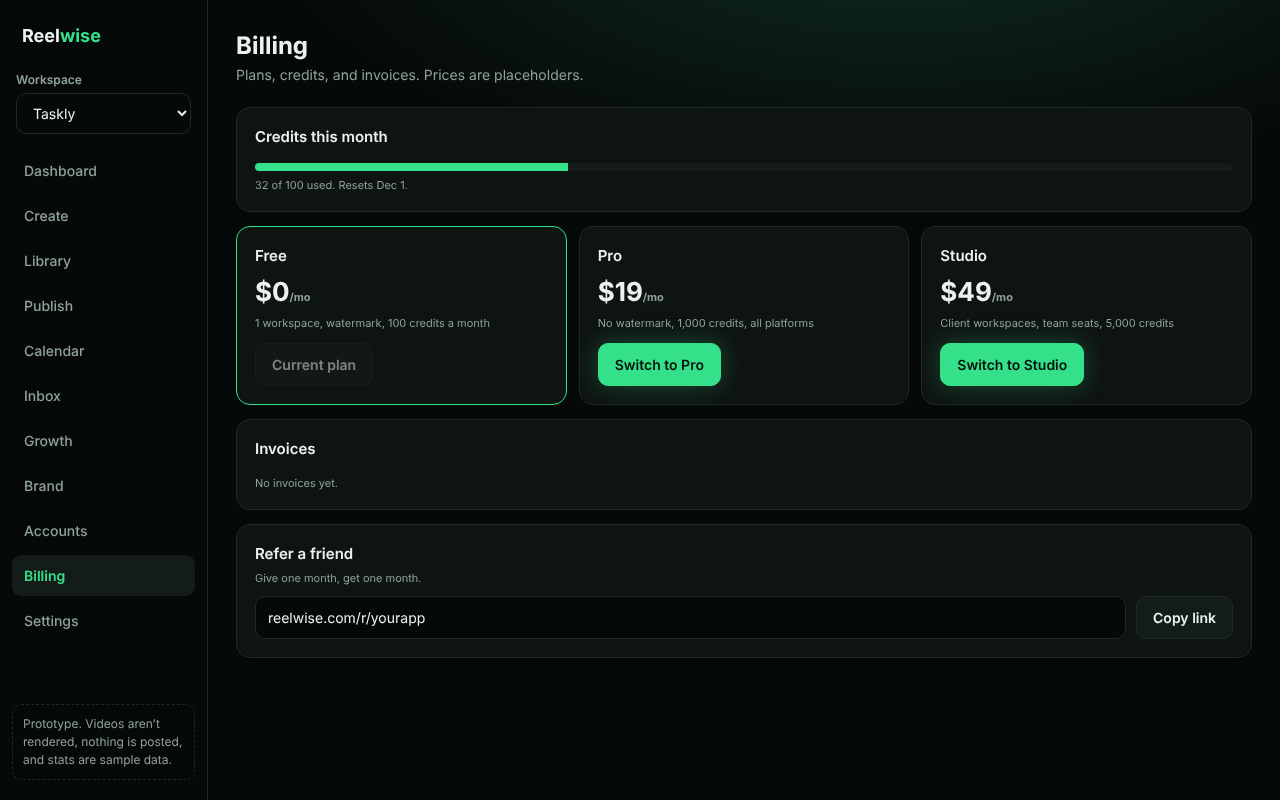 Reelwise
Workspace
Taskly
Dashboard
Create
Library
Publish
Calendar
Inbox
Growth
Brand
Accounts
Billing
Settings
Prototype. Videos aren’t
rendered, nothing is posted,
and stats are sample data.
Billing
Plans, credits, and invoices. Prices are placeholders.
Credits this month
32 of 100 used. Resets Dec 1.
Free
$0/mo
1 workspace, watermark, 100 credits a month
Current plan
Pro
$19/mo
No watermark, 1,000 credits, all platforms
Switch to Pro
Studio
$49/mo
Client workspaces, team seats, 5,000 credits
Switch to Studio
Invoices
No invoices yet.
Refer a friend
Give one month, get one month.
reelwise.com/r/yourapp
Copy link